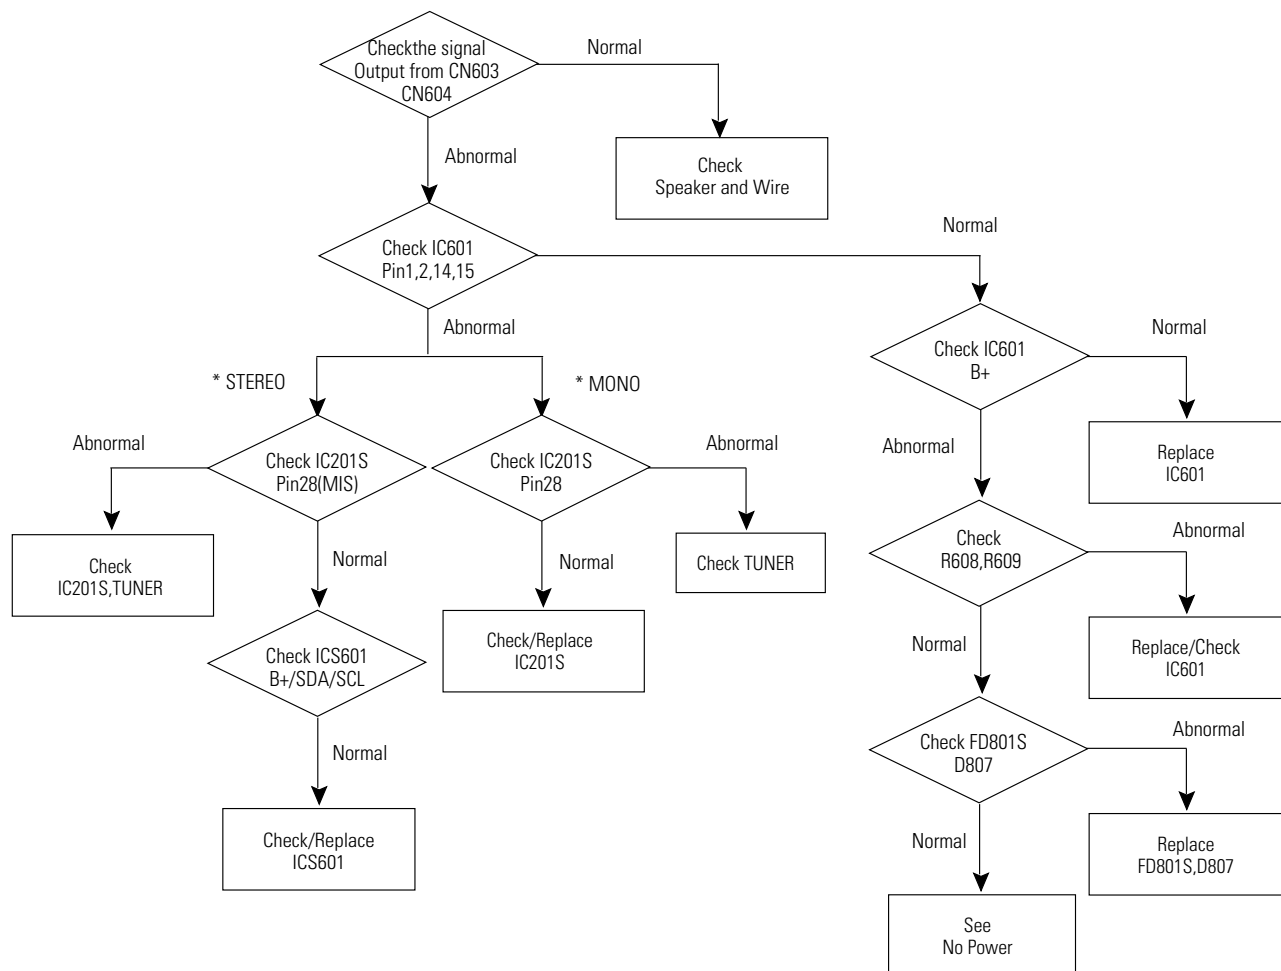 Checkthe signal
Output from CN603
CN604
Normal
Abnormal
Check
Speaker and Wire
Check IC601
Pin1,2,14,15
Normal
Abnormal
* STEREO
* MONO
Check IC601
B+
Normal
Replace
IC601
Abnormal
Check IC201S
Pin28(MIS)
Abnormal
Check IC201S
Pin28
Abnormal
Check
IC201S,TUNER
Normal
Normal
Check TUNER
Check
R608,R609
Abnormal
Replace/Check
IC601
Normal
Check ICS601
B+/SDA/SCL
Check/Replace
IC201S
Normal
Check/Replace
ICS601
Check FD801S
D807
Abnormal
Replace
FD801S,D807
Normal
See
No Power